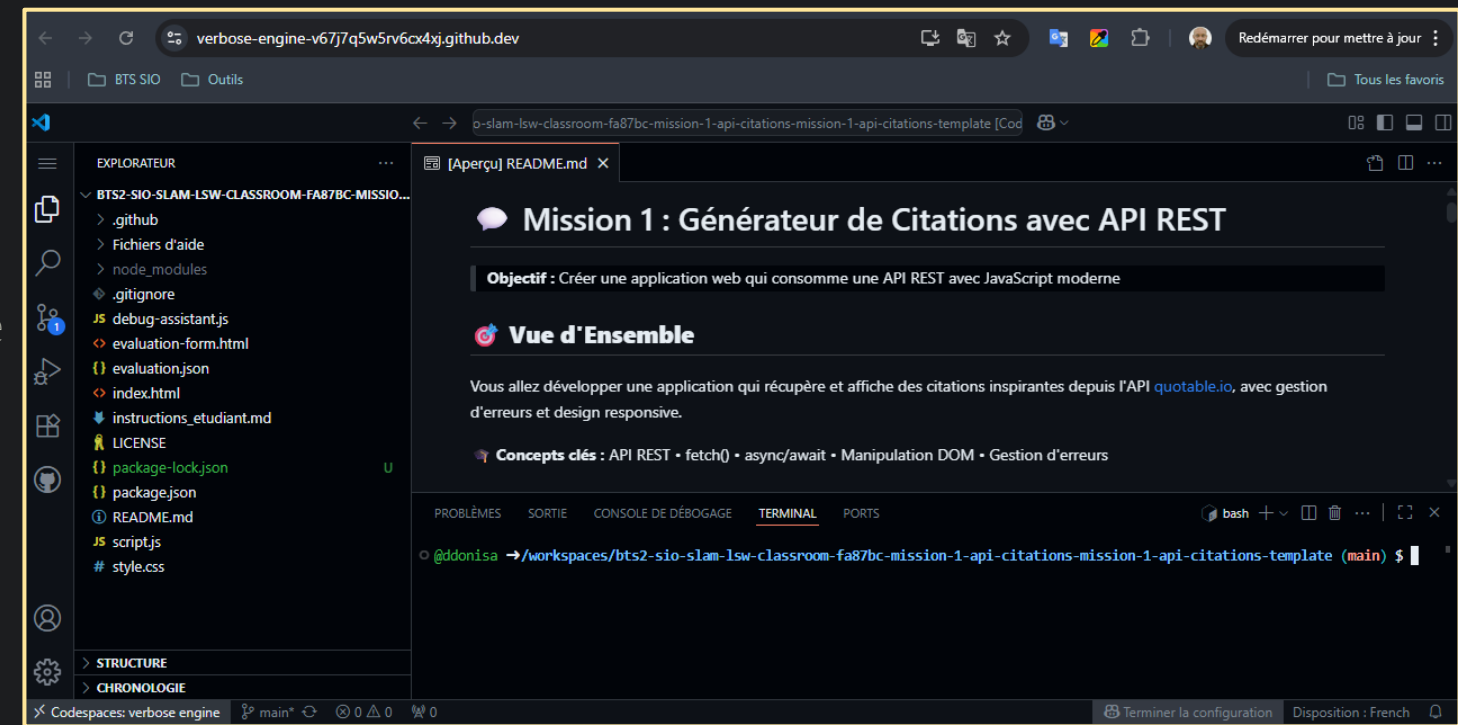 verbose-engine-v67j7q5w5rv6cx4xj.github.dev
Redémarrer pour mettre à jour
BTS SIO
Outils
Tous les favoris
o-slam-lsw-classroom-fa87bc-mission-1-api-citations-mission-1-api-citations-template [Cod
EXPLORATEUR
BTS2-SIO-SLAM-LSW-CLASSROOM-FA87BC-MISSIO...
.github
Fichiers d'aide
node_modules
.gitignore
JS debug-assistant.js
<> evaluation-form.html
{} evaluation.json
<> index.html
instructions_etudiant.md
LICENSE
{} package-lock.json U
{} package.json
README.md
JS script.js
# style.css
STRUCTURE
CHRONOLOGIE
1
[Aperçu] README.md
Mission 1 : Générateur de Citations avec API REST
Objectif : Créer une application web qui consomme une API REST avec JavaScript moderne
Vue d'Ensemble
Vous allez développer une application qui récupère et affiche des citations inspirantes depuis l'API quotable.io, avec gestion
d'erreurs et design responsive.
Concepts clés : API REST • fetch() • async/await • Manipulation DOM • Gestion d'erreurs
PROBLÈMES SORTIE CONSOLE DE DÉBOGAGE TERMINAL PORTS
bash
@ddonisa ➜/workspaces/bts2-sio-slam-lsw-classroom-fa87bc-mission-1-api-citations-mission-1-api-citations-template (main) $
Codespaces: verbose engine main* 0 0 0
Terminer la configuration Disposition : French